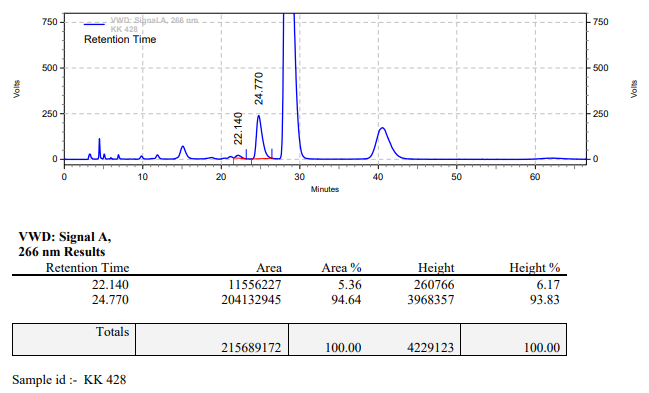 VWD: Signal A, 266 nm
KK 428
Retention Time
750
500
250
0
Volts
22.140
24.770
750
500
250
0
Volts
0 10 20 30 40 50 60
Minutes
VWD: Signal A,
266 nm Results
Retention Time Area Area % Height Height %
22.140 11556227 5.36 260766 6.17
24.770 204132945 94.64 3968357 93.83
Totals
215689172 100.00 4229123 100.00
Sample id :- KK 428